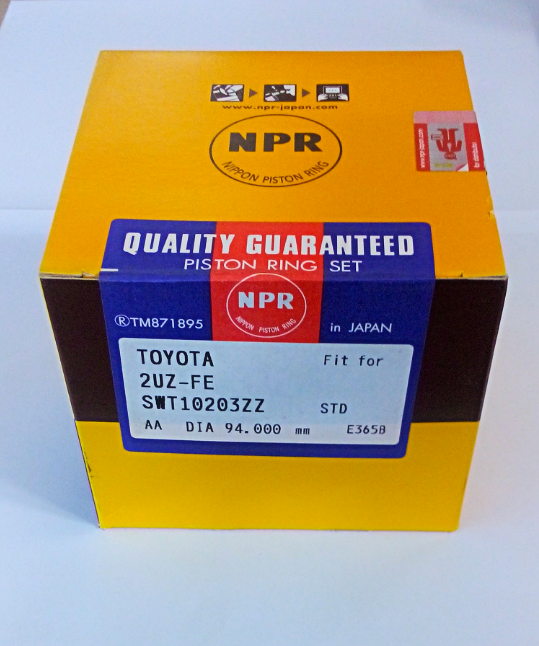 www.npr-japan.com
NPR
NIPPON PISTON RING
QUALITY GUARANTEED
PISTON RING SET
NPR
NIPPON PISTON RING
®TM871895
in JAPAN
TOYOTA Fit for
2UZ-FE
SWT10203ZZ STD
AA DIA 94.000 mm E365B